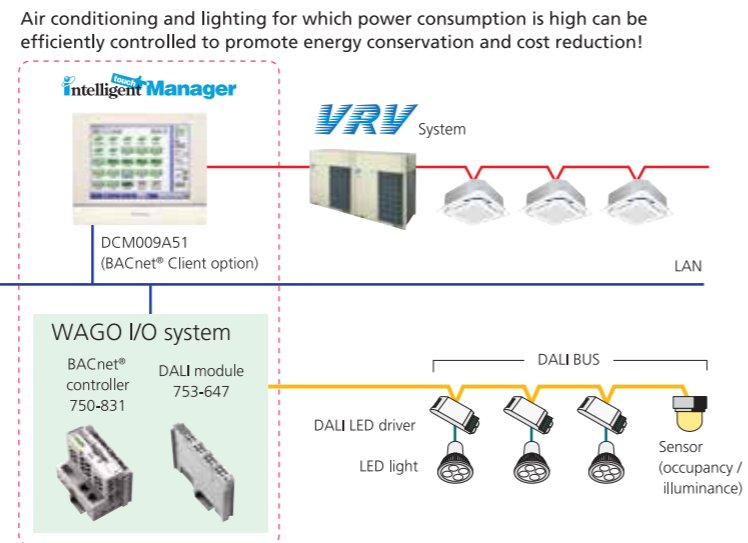 Air conditioning and lighting for which power consumption is high can be
efficiently controlled to promote energy conservation and cost reduction!
intelligent touch Manager
VRV System
DCM009A51
(BACnet® Client option)
LAN
WAGO I/O system
BACnet®
controller
750-831
DALI module
753-647
DALI BUS
DALI LED driver
LED light
Sensor
(occupancy /
illuminance)